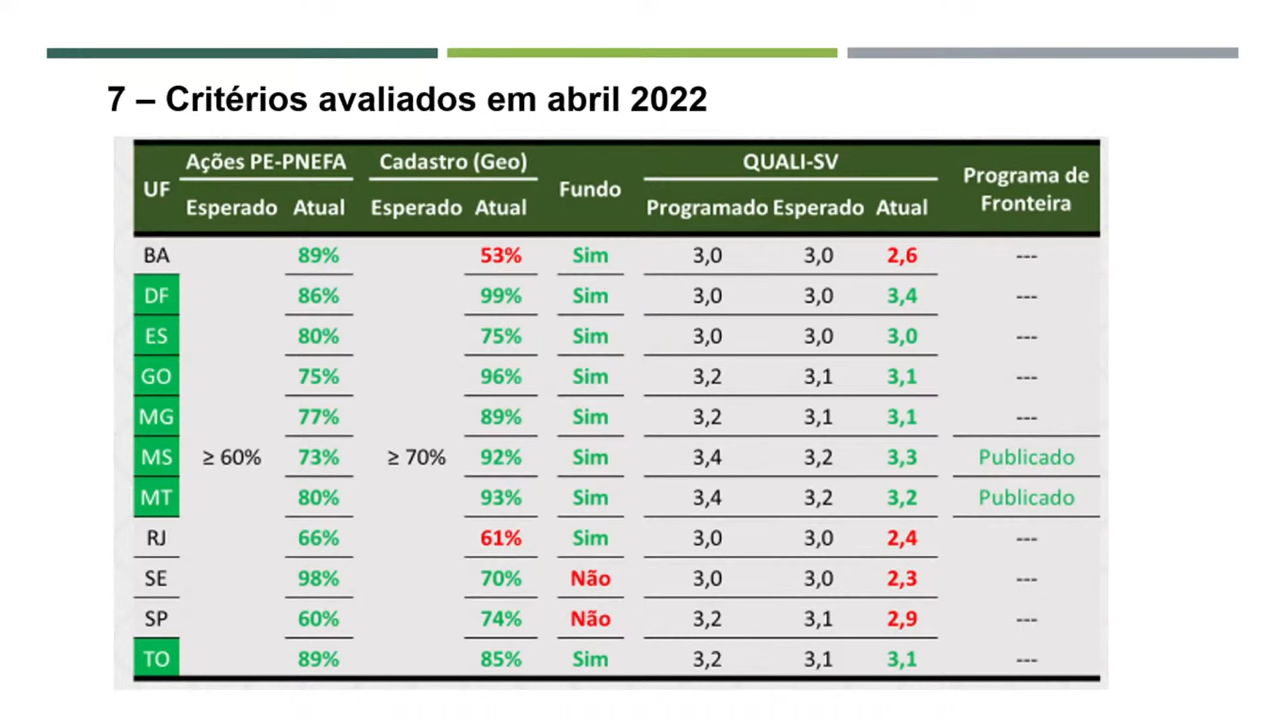 7 – Critérios avaliados em abril 2022
UF Ações PE-PNEFA Cadastro (Geo) Fundo QUALI-SV Programa de Fronteira
Esperado Atual Esperado Atual Programado Esperado Atual
BA 89% 53% Sim 3,0 3,0 2,6 ---
DF 86% 99% Sim 3,0 3,0 3,4 ---
ES 80% 75% Sim 3,0 3,0 3,0 ---
GO 75% 96% Sim 3,2 3,1 3,1 ---
MG 77% 89% Sim 3,2 3,1 3,1 ---
MS ≥ 60% 73% ≥ 70% 92% Sim 3,4 3,2 3,3 Publicado
MT 80% 93% Sim 3,4 3,2 3,2 Publicado
RJ 66% 61% Sim 3,0 3,0 2,4 ---
SE 98% 70% Não 3,0 3,0 2,3 ---
SP 60% 74% Não 3,2 3,1 2,9 ---
TO 89% 85% Sim 3,2 3,1 3,1 ---